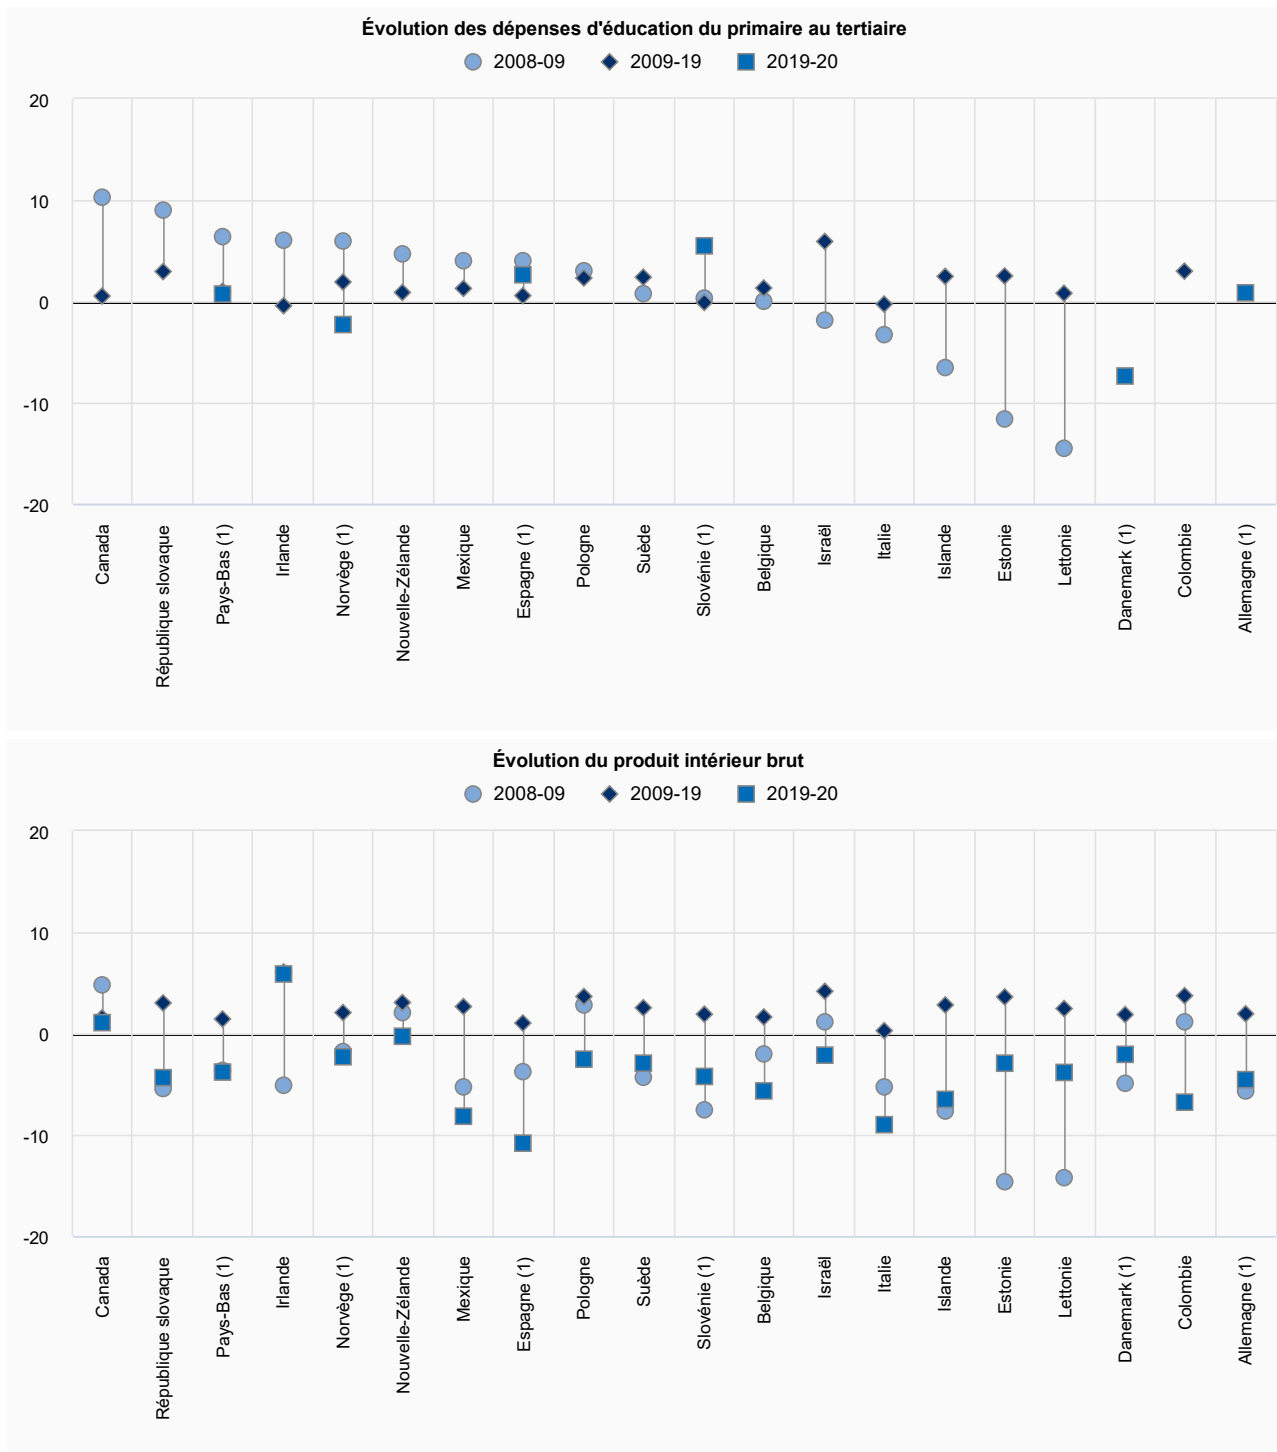 Évolution des dépenses d'éducation du primaire au tertiaire
2008-09 2009-19 2019-20
20
10
0
-10
-20
Canada
République slovaque
Pays-Bas (1)
Irlande
Norvège (1)
Nouvelle-Zélande
Mexique
Espagne (1)
Pologne
Suède
Slovénie (1)
Belgique
Israël
Italie
Islande
Estonie
Lettonie
Danemark (1)
Colombie
Allemagne (1)
Évolution du produit intérieur brut
2008-09 2009-19 2019-20
20
10
0
-10
-20
Canada
République slovaque
Pays-Bas (1)
Irlande
Norvège (1)
Nouvelle-Zélande
Mexique
Espagne (1)
Pologne
Suède
Slovénie (1)
Belgique
Israël
Italie
Islande
Estonie
Lettonie
Danemark (1)
Colombie
Allemagne (1)